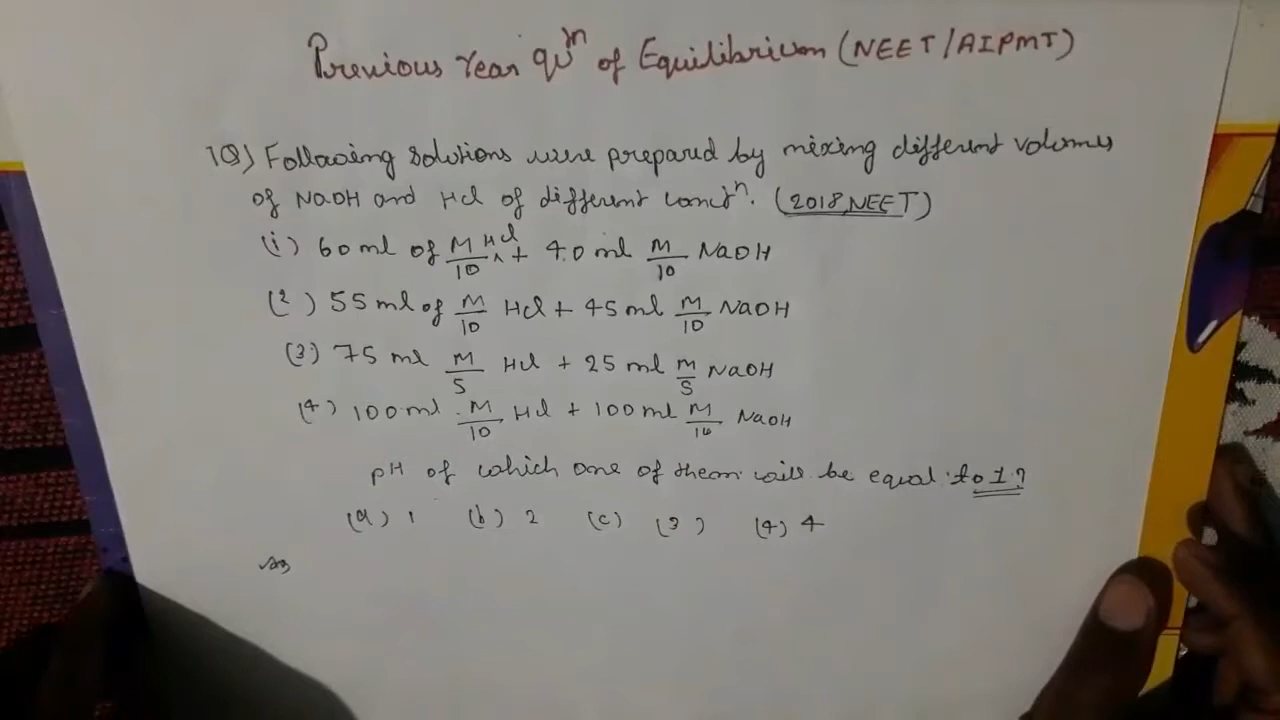 Previous Year quⁿ of Equilibrium (NEET/AIPMT)
1Q) Following solutions were prepared by mixing different volumes
of NaOH and Hcl of different concⁿ. (2018, NEET)
(i) 60 ml of M/10 Hcl + 40 ml M/10 NaOH
(2) 55 ml of M/10 Hcl + 45 ml M/10 NaOH
(3) 75 ml M/5 Hcl + 25 ml M/5 NaOH
(4) 100 ml M/10 Hcl + 100 ml M/10 NaOH
pH of which one of them will be equal to 1?
(a) 1 (b) 2 (c) (3) (4) 4
Ans